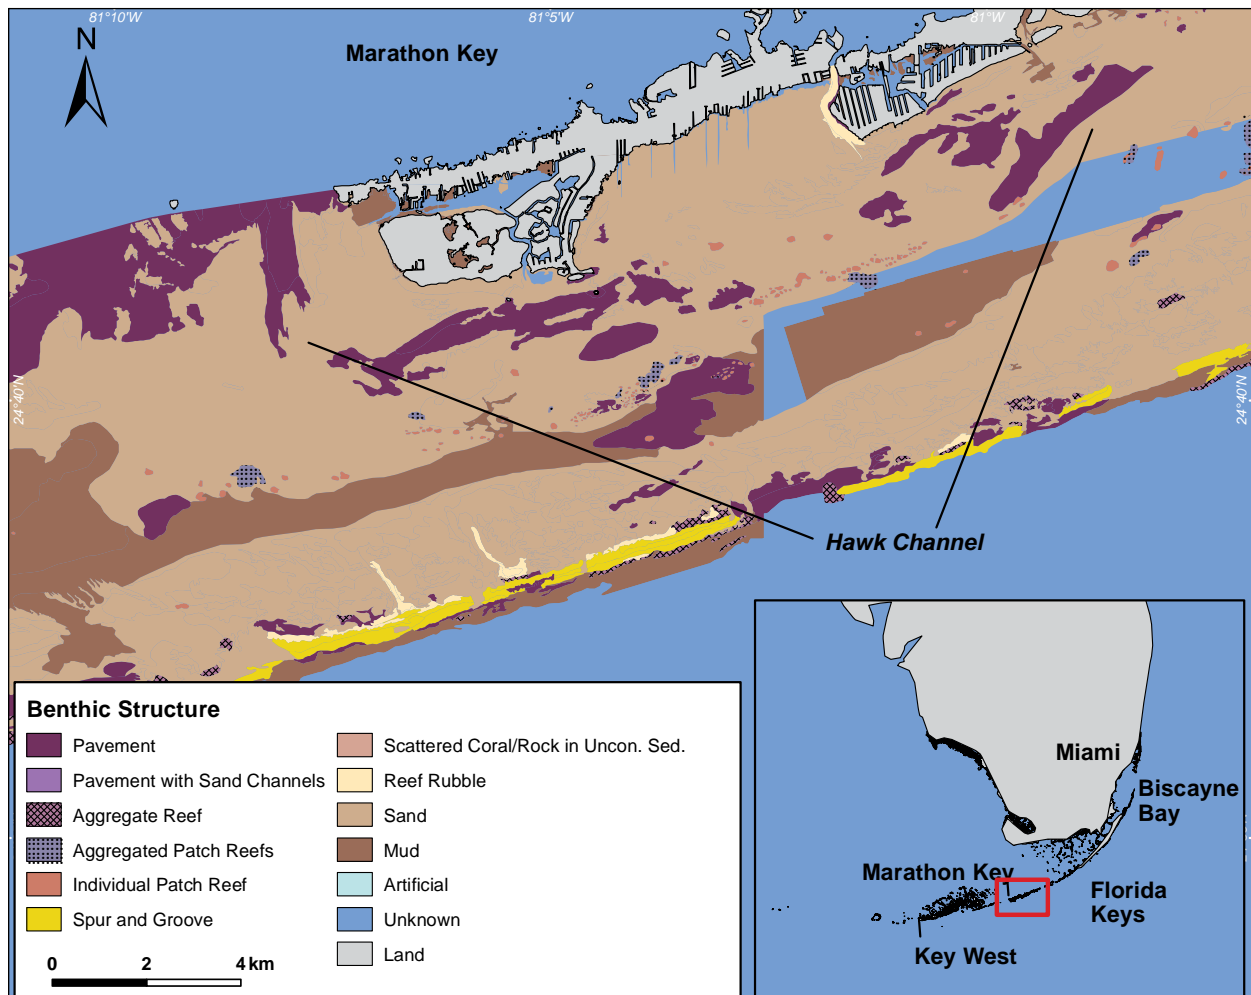 81°10'W
81°5'W
81°W
N
Marathon Key
24°40'N
24°40'N
Hawk Channel
Benthic Structure
Pavement
Pavement with Sand Channels
Aggregate Reef
Aggregated Patch Reefs
Individual Patch Reef
Spur and Groove
Scattered Coral/Rock in Uncon. Sed.
Reef Rubble
Sand
Mud
Artificial
Unknown
Land
0 2 4 km
Miami
Biscayne
Bay
Marathon Key
Florida
Keys
Key West